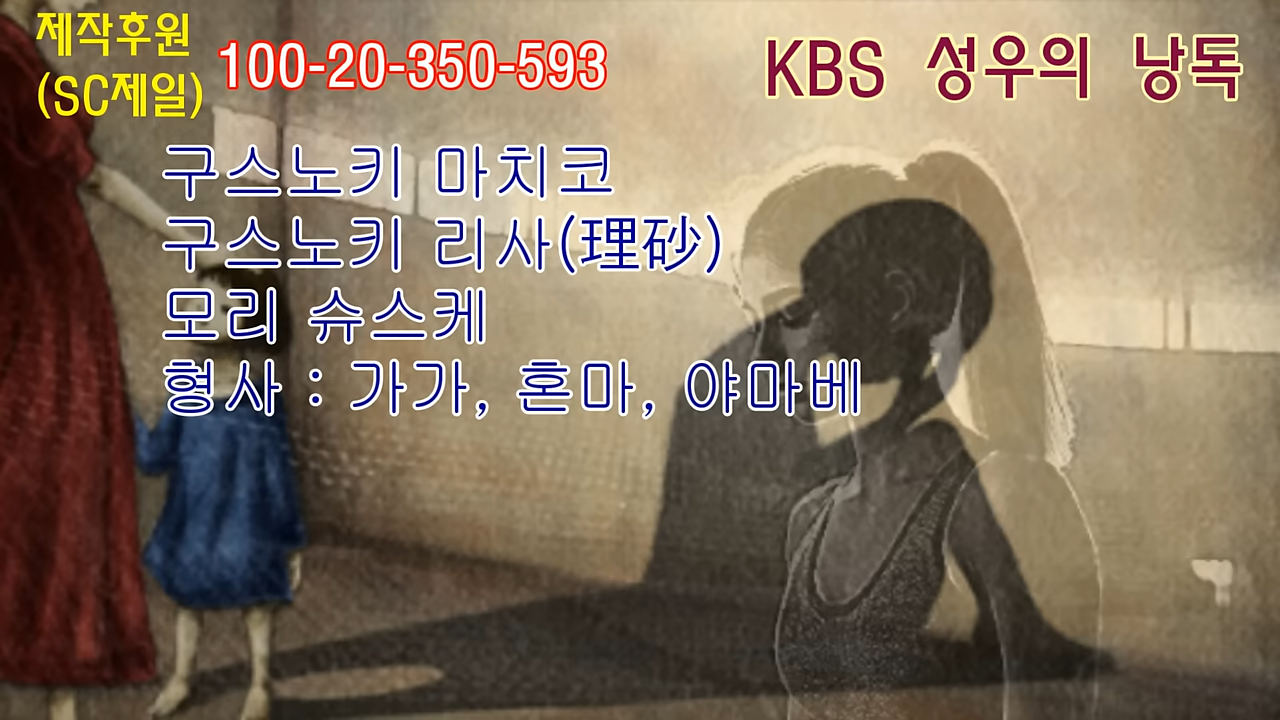 제작후원
(SC제일)
100-20-350-593
KBS 성우의 낭독
구스노키 마치코
구스노키 리사(理砂)
모리 슈스케
형사 : 가가, 혼마, 야마베